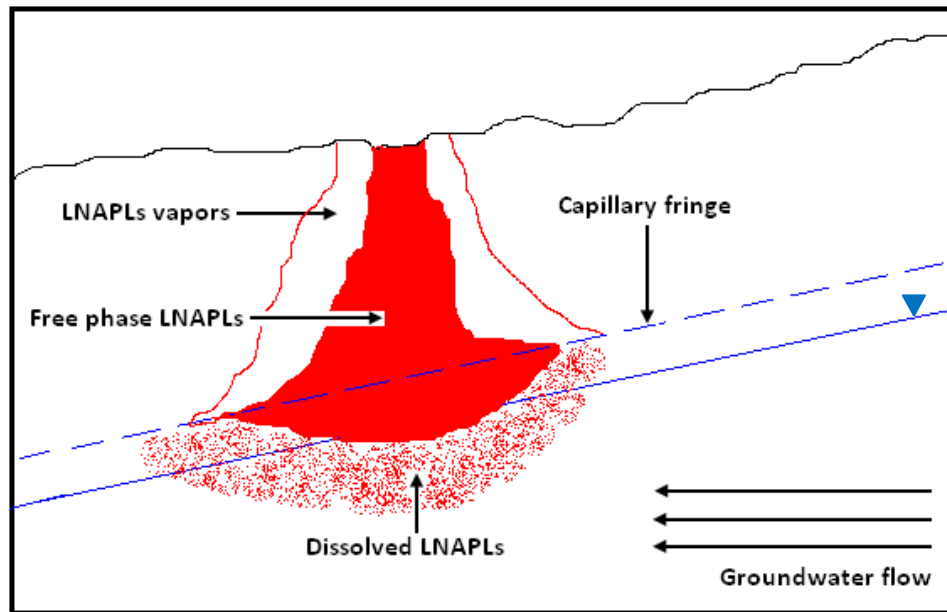 LNAPLs vapors
Capillary fringe
Free phase LNAPLs
Dissolved LNAPLs
Groundwater flow